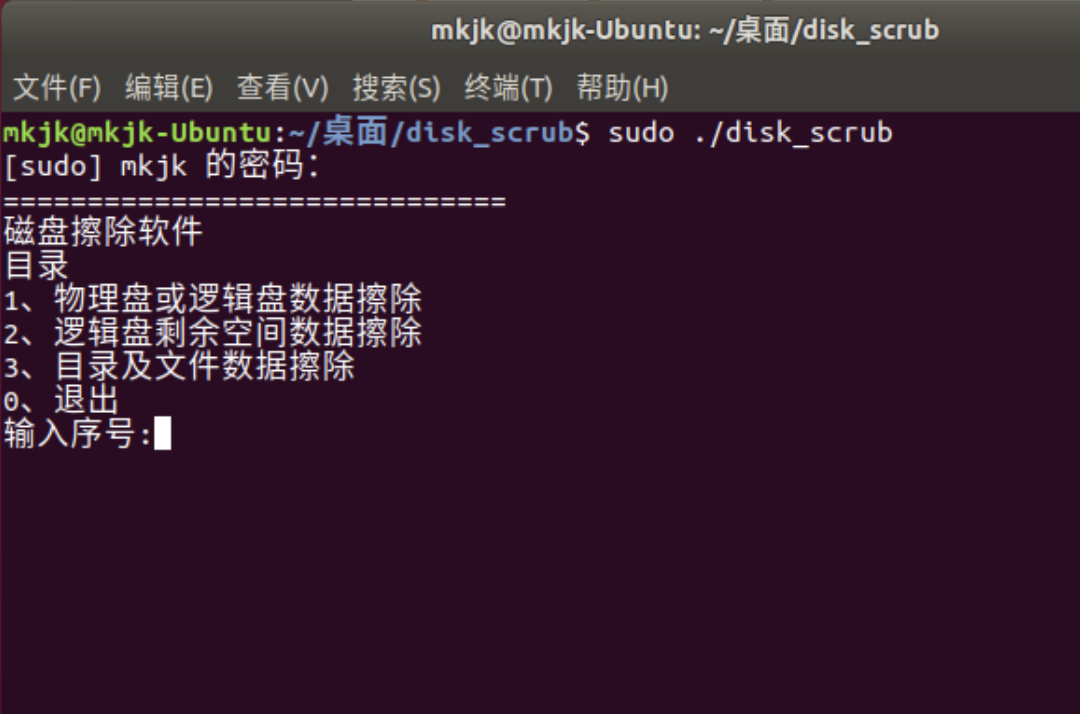 mkjk@mkjk-Ubuntu: ~/桌面/disk_scrub
文件(F) 编辑(E) 查看(V) 搜索(S) 终端(T) 帮助(H)
mkjk@mkjk-Ubuntu:~/桌面/disk_scrub$ sudo ./disk_scrub
[sudo] mkjk 的密码：
==============================
磁盘擦除软件
目录
1、物理盘或逻辑盘数据擦除
2、逻辑盘剩余空间数据擦除
3、目录及文件数据擦除
0、退出
输入序号: